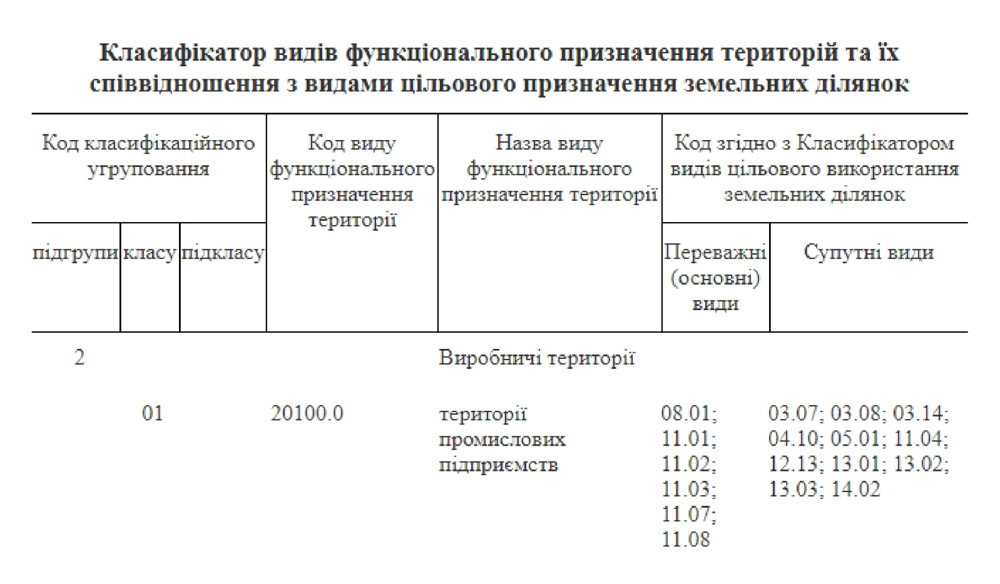 Класифікатор видів функціонального призначення територій та їх
співвідношення з видами цільового призначення земельних ділянок
Код класифікаційного
угруповання
Код виду
функціонального
призначення
території
Назва виду
функціонального
призначення території
Код згідно з Класифікатором
видів цільового використання
земельних ділянок
підгрупи класу підкласу
Переважні
(основні)
види
Супутні види
2 Виробничі території
01 20100.0 території 08.01; 03.07; 03.08; 03.14;
промислових 11.01; 04.10; 05.01; 11.04;
підприємств 11.02; 12.13; 13.01; 13.02;
11.03; 13.03; 14.02
11.07;
11.08